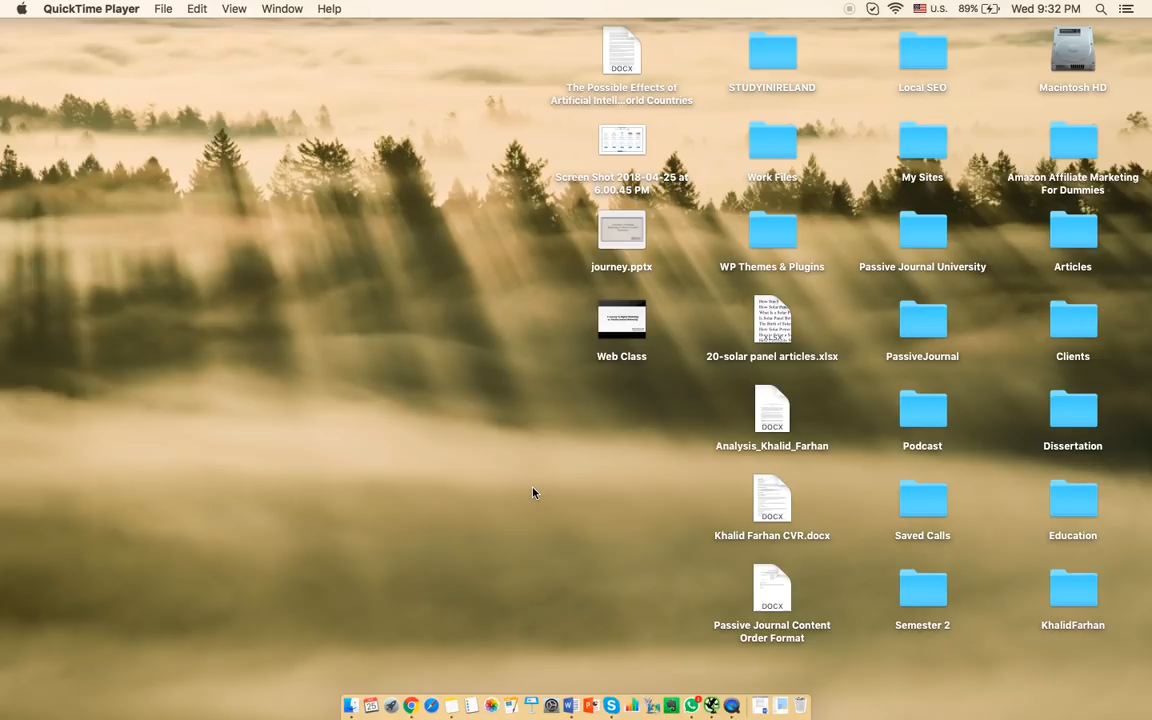 QuickTime Player File Edit View Window Help U.S. 89% Wed 9:32 PM
DOCX
The Possible Effects of
Artificial Inteli...orld Countries
STUDYINIRELAND
Local SEO
Macintosh HD
Screen Shot 2018-04-25 at
6.00.45 PM
Work Files
My Sites
Amazon Affiliate Marketing
For Dummies
journey.pptx
WP Themes & Plugins
Passive Journal University
Articles
Web Class
XLSX
20-solar panel articles.xlsx
PassiveJournal
Clients
DOCX
Analysis_Khalid_Farhan
Podcast
Dissertation
DOCX
Khalid Farhan CVR.docx
Saved Calls
Education
DOCX
Passive Journal Content
Order Format
Semester 2
KhalidFarhan